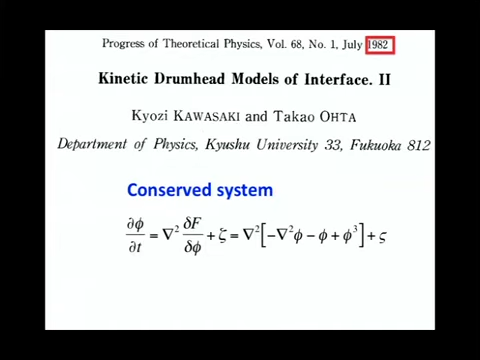 Progress of Theoretical Physics, Vol. 68, No. 1, July 1982
Kinetic Drumhead Models of Interface. II
Kyozi KAWASAKI and Takao OHTA
Department of Physics, Kyushu University 33, Fukuoka 812
Conserved system
∂ϕ/∂t = ∇² δF/δϕ + ζ = ∇²[−∇²ϕ − ϕ + ϕ³] + ς